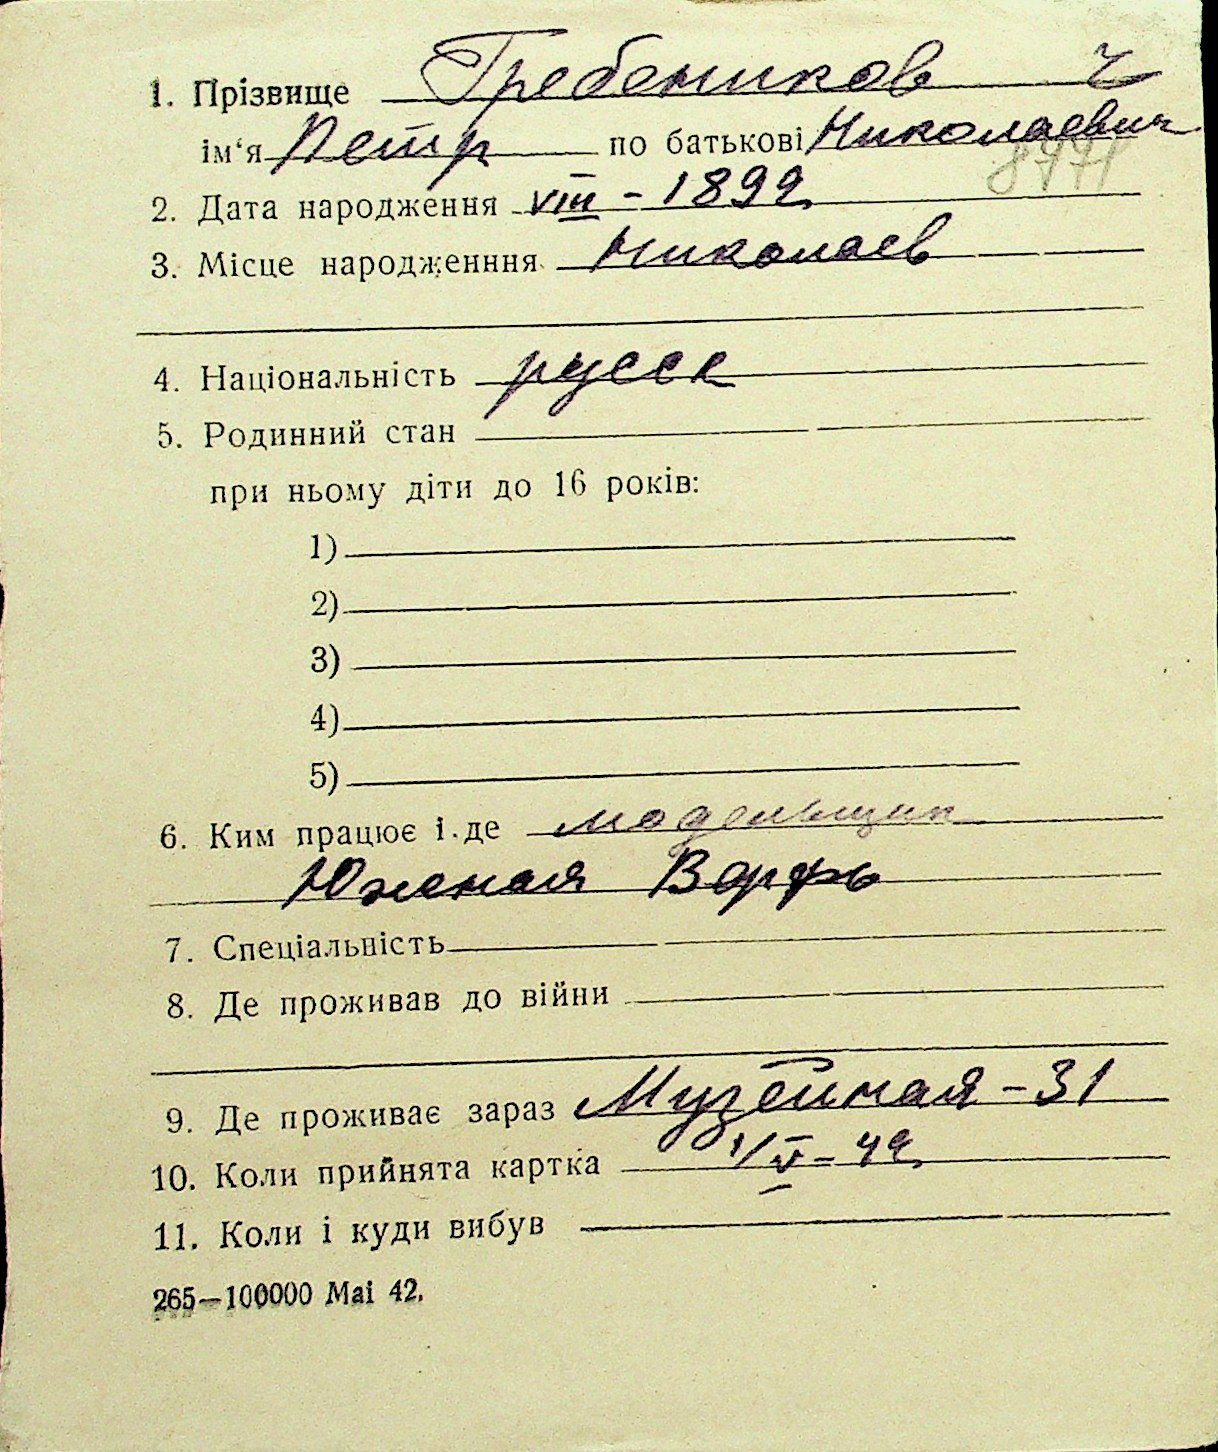 1. Прізвище Гребеников Ч
ім‘я Петр по батькові Николаевич
8771
2. Дата народження VIII - 1892
3. Місце народженння Николаев
4. Національність русск
5. Родинний стан
при ньому діти до 16 років:
1)
2)
3)
4)
5)
6. Ким працює і де модельщик
Южная Верфь
7. Спеціальність
8. Де проживав до війни
9. Де проживає зараз Музейная - 31
10. Коли прийнята картка 1/V - 42
11. Коли і куди вибув
265—100000 Mai 42.